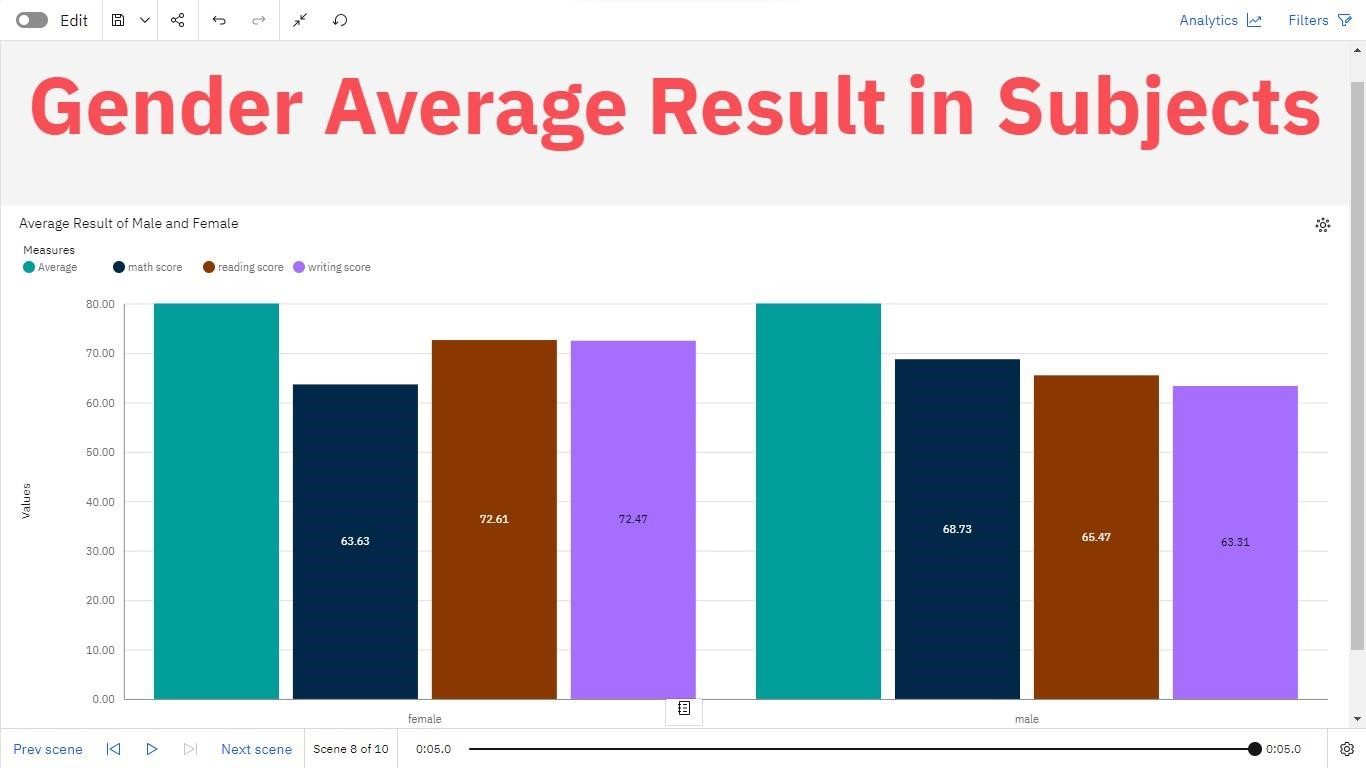 Edit
Analytics
Filters
Gender Average Result in Subjects
Average Result of Male and Female
Measures
Average math score reading score writing score
80.00
70.00
60.00
50.00
40.00
30.00
20.00
10.00
0.00
Values
63.63
72.61
72.47
68.73
65.47
63.31
female male
Prev scene Next scene Scene 8 of 10 0:05.0 0:05.0